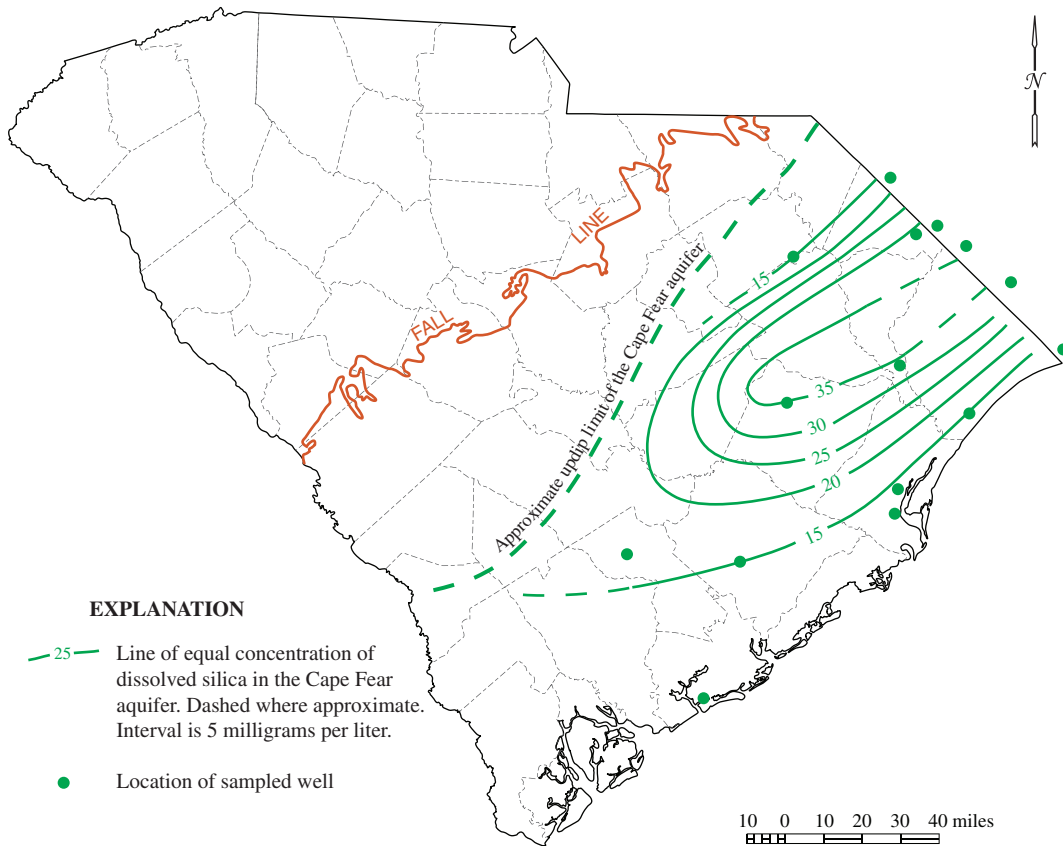 N
LINE
FALL
Approximate updip limit of the Cape Fear aquifer
15
35
30
25
20
15
EXPLANATION
25
Line of equal concentration of
dissolved silica in the Cape Fear
aquifer. Dashed where approximate.
Interval is 5 milligrams per liter.
Location of sampled well
10 0 10 20 30 40 miles